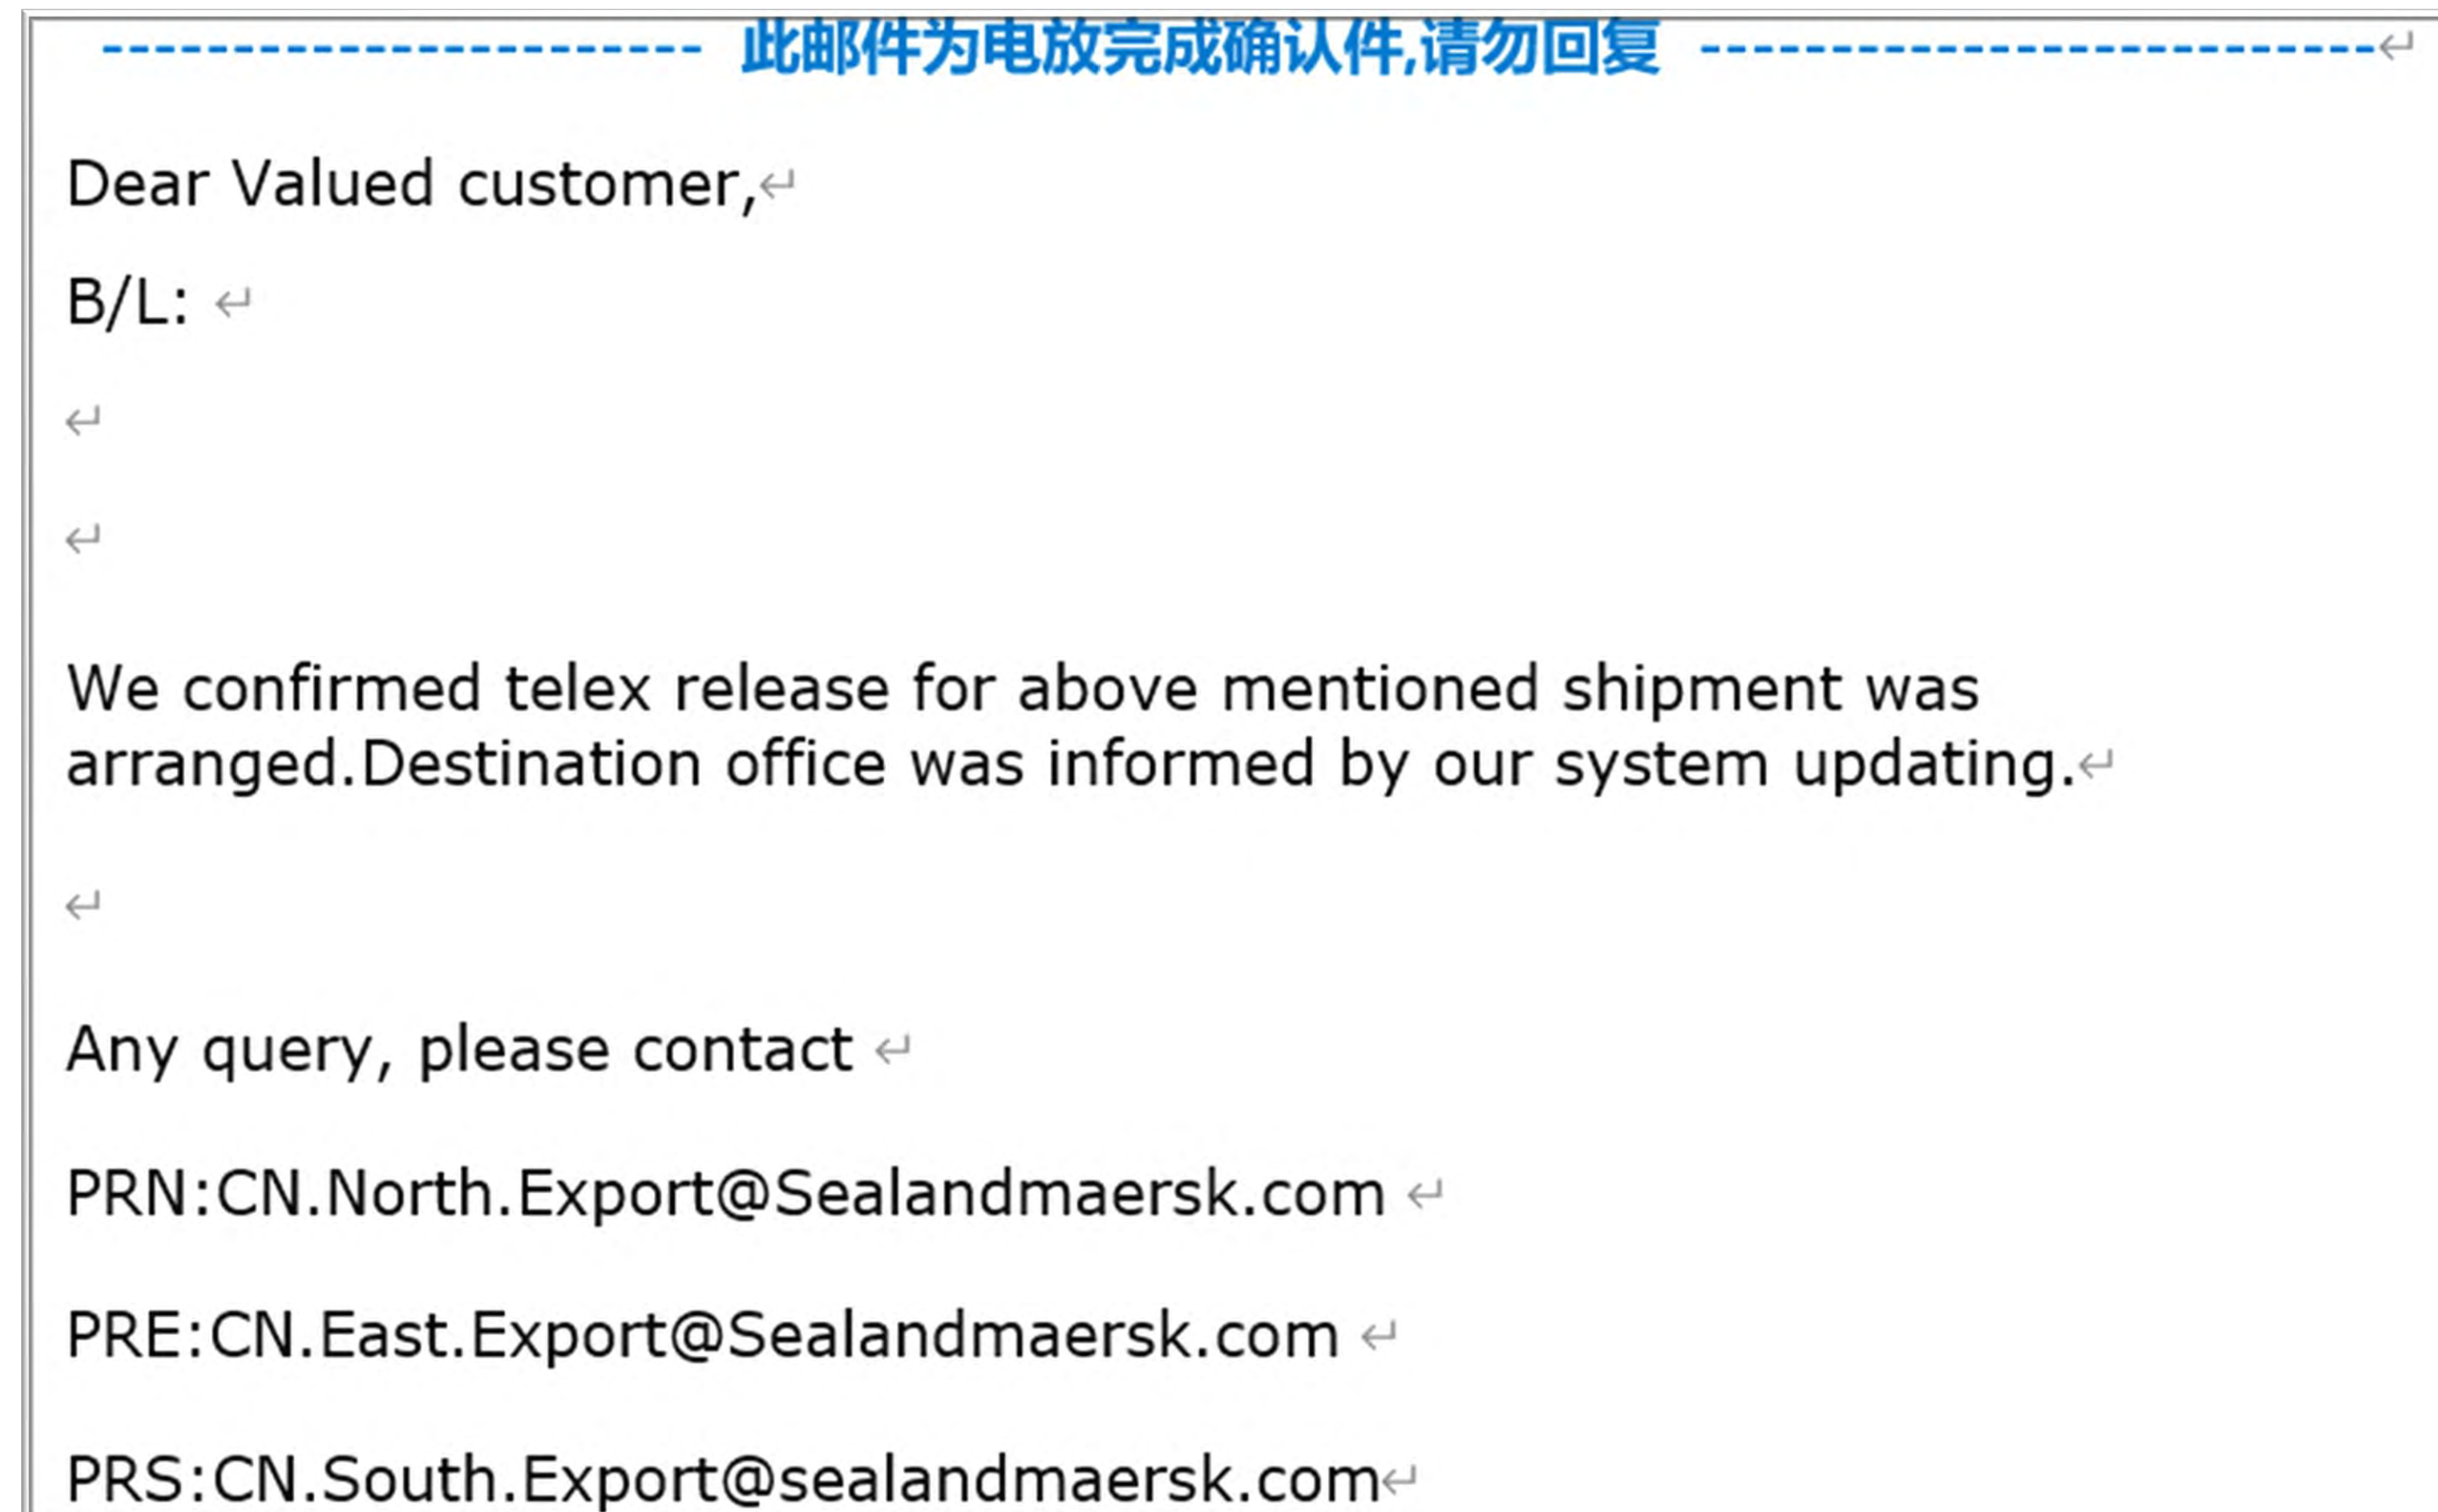 ------------------------ 此邮件为电放完成确认件,请勿回复 ---------------------------
Dear Valued customer,
B/L:
We confirmed telex release for above mentioned shipment was
arranged.Destination office was informed by our system updating.
Any query, please contact
PRN:CN.North.Export@Sealandmaersk.com
PRE:CN.East.Export@Sealandmaersk.com
PRS:CN.South.Export@sealandmaersk.com